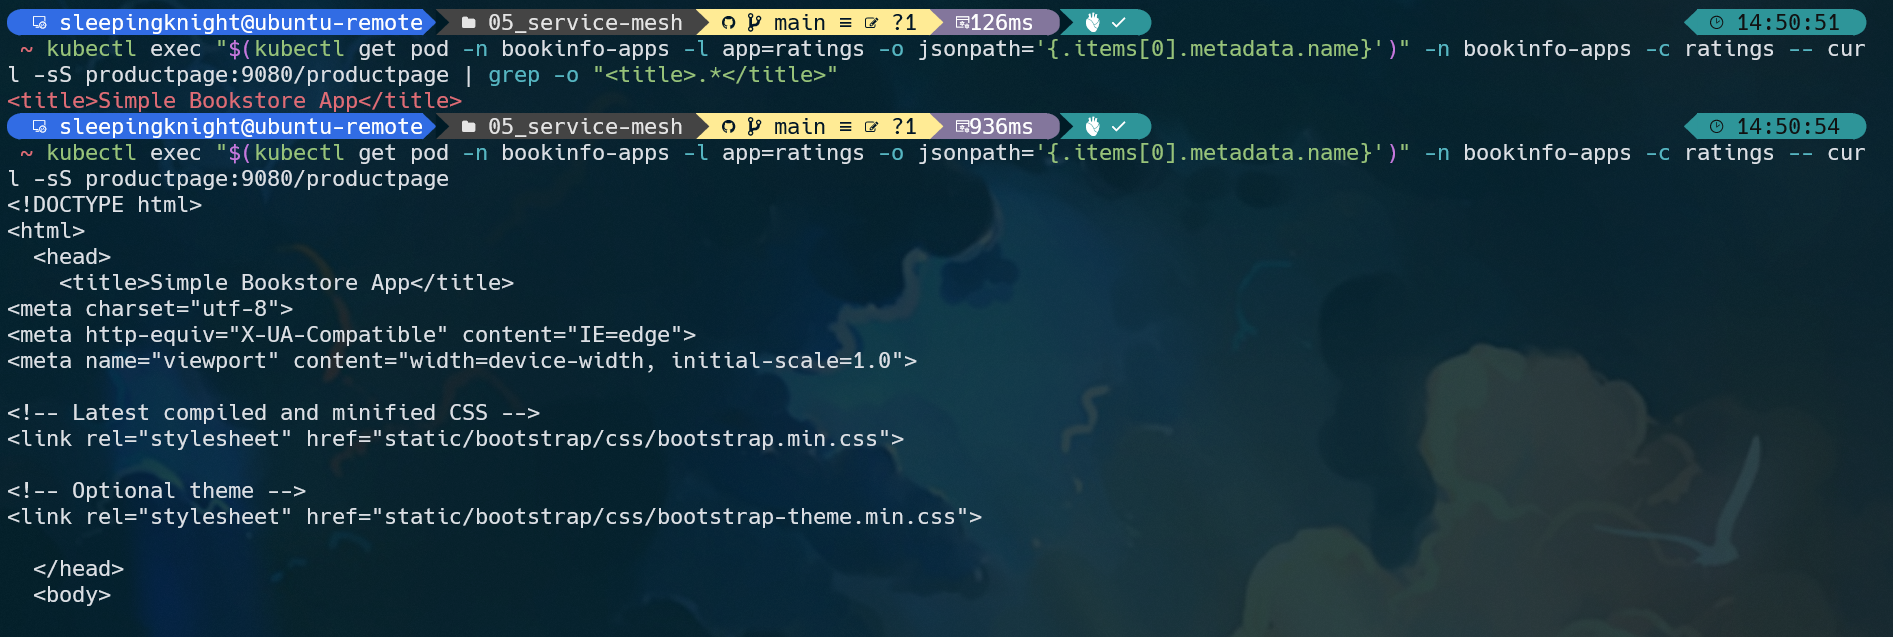 sleepingknight@ubuntu-remote 05_service-mesh main ≡ ?1 126ms ✓ 14:50:51
~ kubectl exec "$(kubectl get pod -n bookinfo-apps -l app=ratings -o jsonpath='{.items[0].metadata.name}')" -n bookinfo-apps -c ratings -- cur
l -sS productpage:9080/productpage | grep -o "<title>.*</title>"
<title>Simple Bookstore App</title>
sleepingknight@ubuntu-remote 05_service-mesh main ≡ ?1 936ms ✓ 14:50:54
~ kubectl exec "$(kubectl get pod -n bookinfo-apps -l app=ratings -o jsonpath='{.items[0].metadata.name}')" -n bookinfo-apps -c ratings -- cur
l -sS productpage:9080/productpage
<!DOCTYPE html>
<html>
  <head>
    <title>Simple Bookstore App</title>
<meta charset="utf-8">
<meta http-equiv="X-UA-Compatible" content="IE=edge">
<meta name="viewport" content="width=device-width, initial-scale=1.0">

<!-- Latest compiled and minified CSS -->
<link rel="stylesheet" href="static/bootstrap/css/bootstrap.min.css">

<!-- Optional theme -->
<link rel="stylesheet" href="static/bootstrap/css/bootstrap-theme.min.css">

  </head>
  <body>